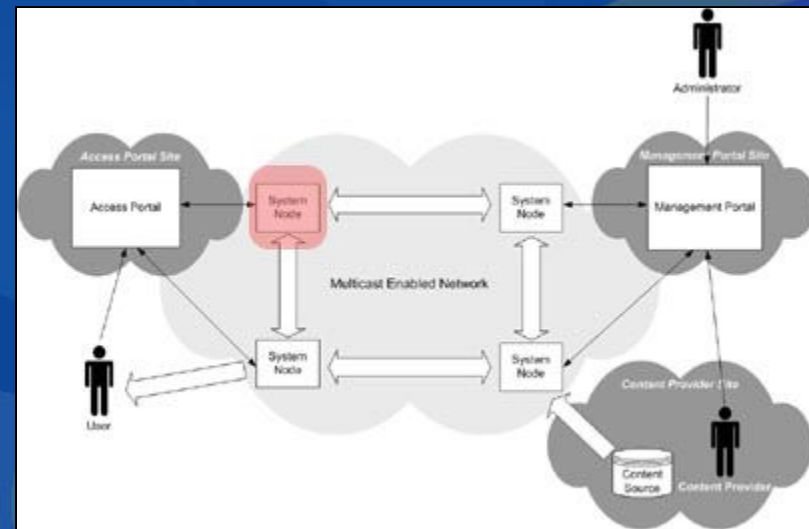 Administrator
Access Portal Site
Management Portal Site
Access Portal
System
Node
System
Node
Management Portal
Multicast Enabled Network
System
Node
System
Node
Content Provider Site
User
Content
Source
Content Provider